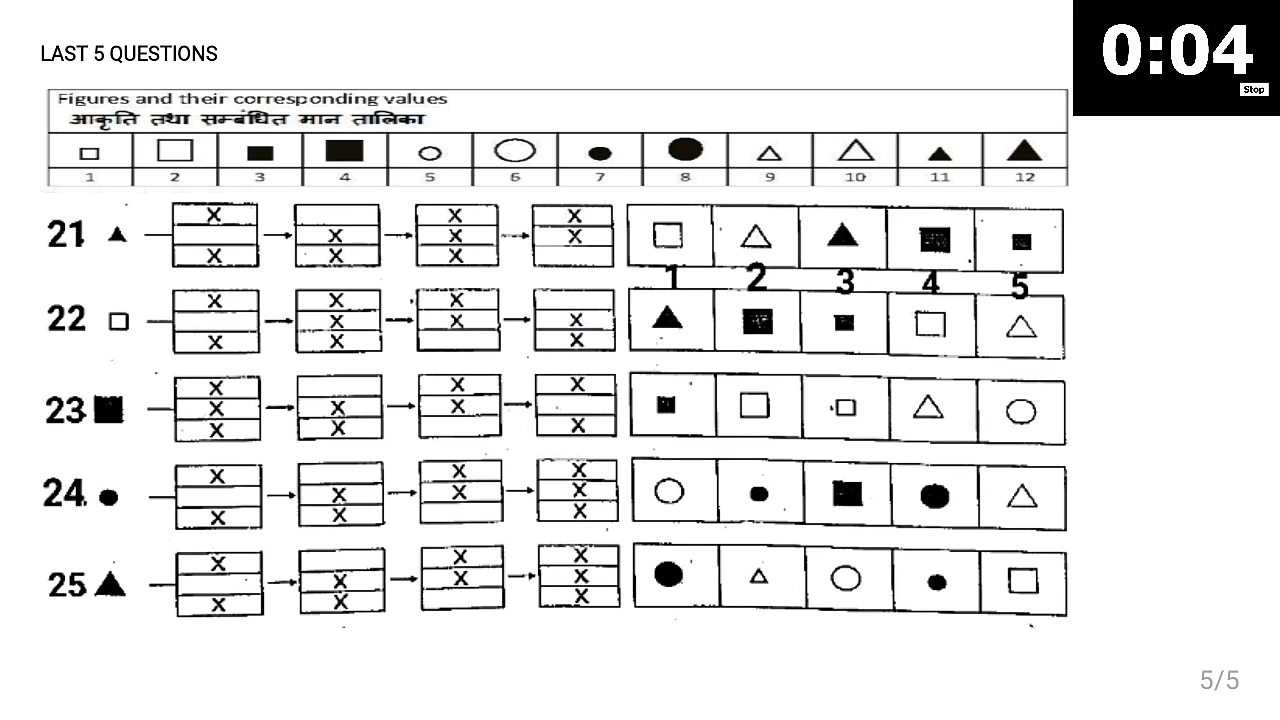 LAST 5 QUESTIONS
0:04
Stop
Figures and their corresponding values
आकृति तथा सम्बंधित मान तालिका
1 2 3 4 5 6 7 8 9 10 11 12
21 X X X X X X X X X
1 2 3 4 5
22 X X X X X X X X X
23 X X X X X X X X X
24 X X X X X X X X X
25 X X X X X X X X X
5/5